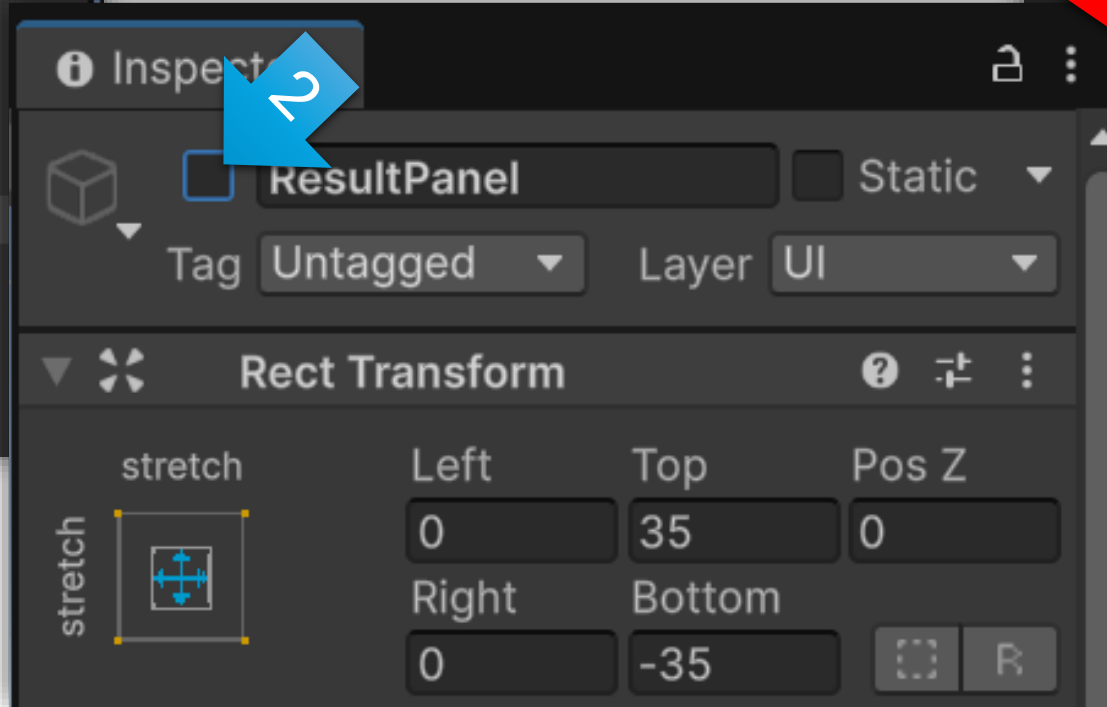 Inspect
2
ResultPanel
Static
Tag
Untagged
Layer
UI
Rect Transform
stretch
Left
Top
Pos Z
stretch
0
35
0
Right
Bottom
0
-35
R